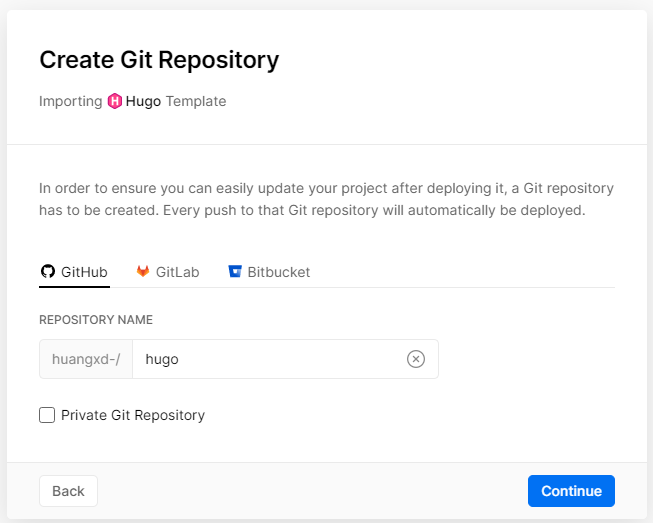 Create Git Repository
Importing Hugo Template
In order to ensure you can easily update your project after deploying it, a Git repository
has to be created. Every push to that Git repository will automatically be deployed.
GitHub GitLab Bitbucket
REPOSITORY NAME
huangxd-/ hugo
Private Git Repository
Back Continue